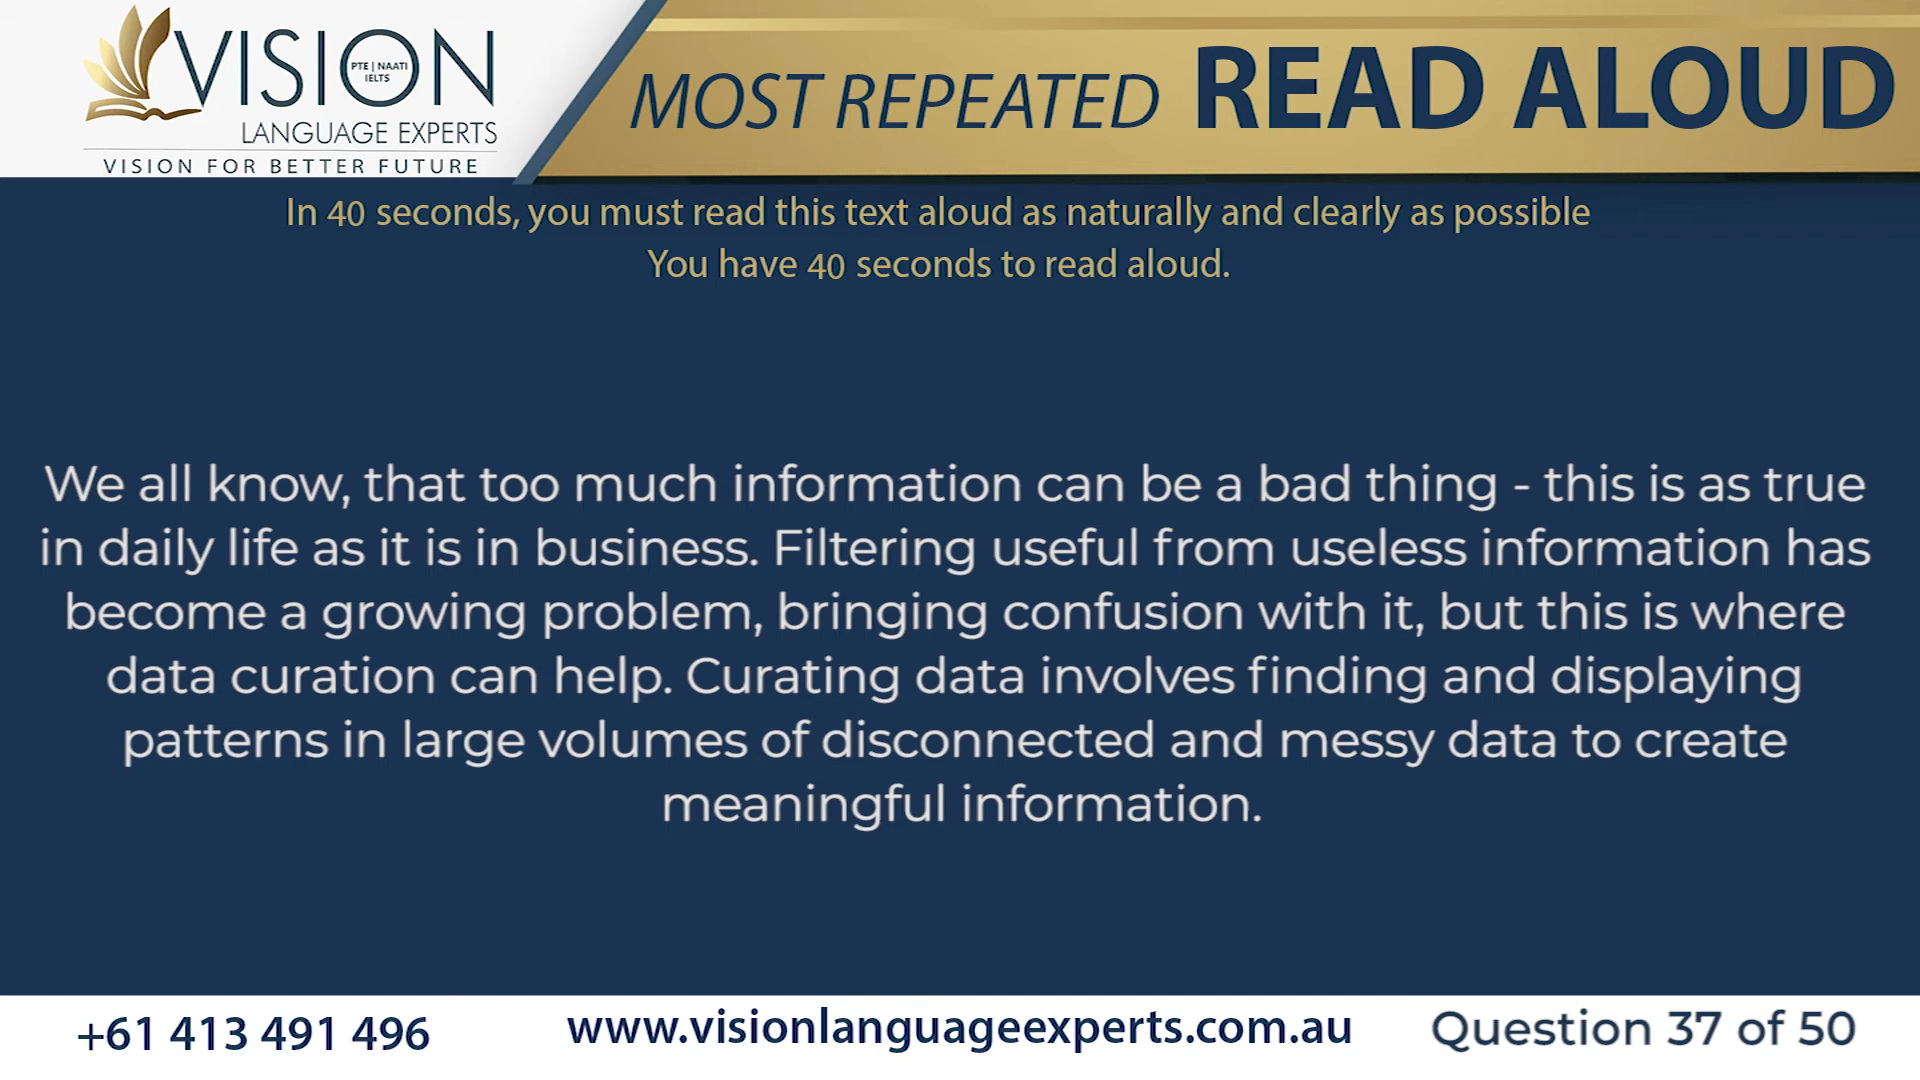 VISION
PTE | NAATI
IELTS
LANGUAGE EXPERTS
VISION FOR BETTER FUTURE
MOST REPEATED READ ALOUD
In 40 seconds, you must read this text aloud as naturally and clearly as possible
You have 40 seconds to read aloud.
We all know, that too much information can be a bad thing - this is as true
in daily life as it is in business. Filtering useful from useless information has
become a growing problem, bringing confusion with it, but this is where
data curation can help. Curating data involves finding and displaying
patterns in large volumes of disconnected and messy data to create
meaningful information.
+61 413 491 496
www.visionlanguageexperts.com.au
Question 37 of 50